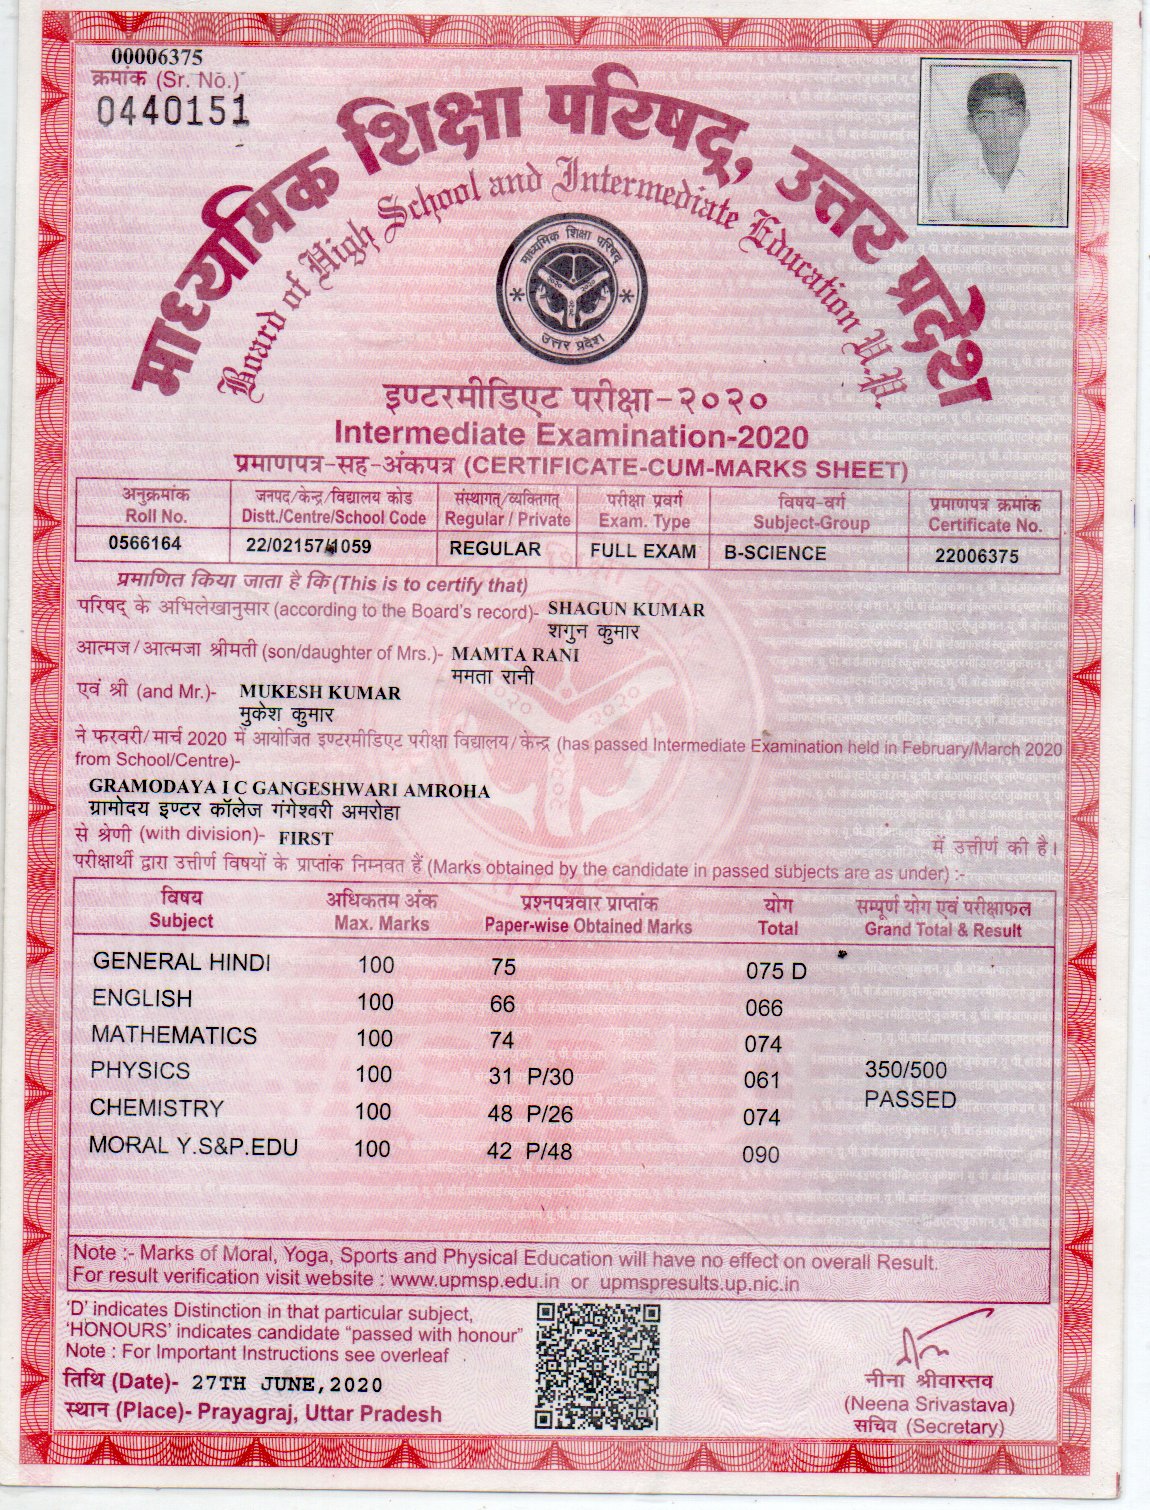 00006375
क्रमांक (Sr. No.)
0440151
माध्यमिक शिक्षा परिषद्, उत्तर प्रदेश
Board of High School and Intermediate Education U.P.
माध्यमिक शिक्षा परिषद्
उत्तर प्रदेश
इण्टरमीडिएट परीक्षा-२०२०
Intermediate Examination-2020
प्रमाणपत्र-सह-अंकपत्र (CERTIFICATE-CUM-MARKS SHEET)
अनुक्रमांक जनपद/केन्द्र/विद्यालय कोड संस्थागत/व्यक्तिगत परीक्षा प्रवर्ग विषय-वर्ग प्रमाणपत्र क्रमांक
Roll No. Distt./Centre/School Code Regular / Private Exam. Type Subject-Group Certificate No.
0566164 22/02157/1059 REGULAR FULL EXAM B-SCIENCE 22006375
प्रमाणित किया जाता है कि (This is to certify that)
परिषद् के अभिलेखानुसार (according to the Board's record)- SHAGUN KUMAR
शगुन कुमार
आत्मज/आत्मजा श्रीमती (son/daughter of Mrs.)- MAMTA RANI
ममता रानी
एवं श्री (and Mr.)- MUKESH KUMAR
मुकेश कुमार
ने फरवरी/मार्च 2020 में आयोजित इण्टरमीडिएट परीक्षा विद्यालय/केन्द्र (has passed Intermediate Examination held in February/March 2020
from School/Centre)-
GRAMODAYA I C GANGESHWARI AMROHA
ग्रामोदय इण्टर कॉलेज गंगेश्वरी अमरोहा
से श्रेणी (with division)- FIRST में उत्तीर्ण की है।
परीक्षार्थी द्वारा उत्तीर्ण विषयों के प्राप्तांक निम्नवत हैं (Marks obtained by the candidate in passed subjects are as under) :-
विषय अधिकतम अंक प्रश्नपत्रवार प्राप्तांक योग सम्पूर्ण योग एवं परीक्षाफल
Subject Max. Marks Paper-wise Obtained Marks Total Grand Total & Result
GENERAL HINDI 100 75 075 D
ENGLISH 100 66 066
MATHEMATICS 100 74 074
PHYSICS 100 31 P/30 061 350/500
CHEMISTRY 100 48 P/26 074 PASSED
MORAL Y.S&P.EDU 100 42 P/48 090
Note :- Marks of Moral, Yoga, Sports and Physical Education will have no effect on overall Result.
For result verification visit website : www.upmsp.edu.in or upmspresults.up.nic.in
'D' indicates Distinction in that particular subject,
'HONOURS' indicates candidate "passed with honour"
Note : For Important Instructions see overleaf
तिथि (Date)- 27TH JUNE,2020
स्थान (Place)- Prayagraj, Uttar Pradesh
नीना श्रीवास्तव
(Neena Srivastava)
सचिव (Secretary)